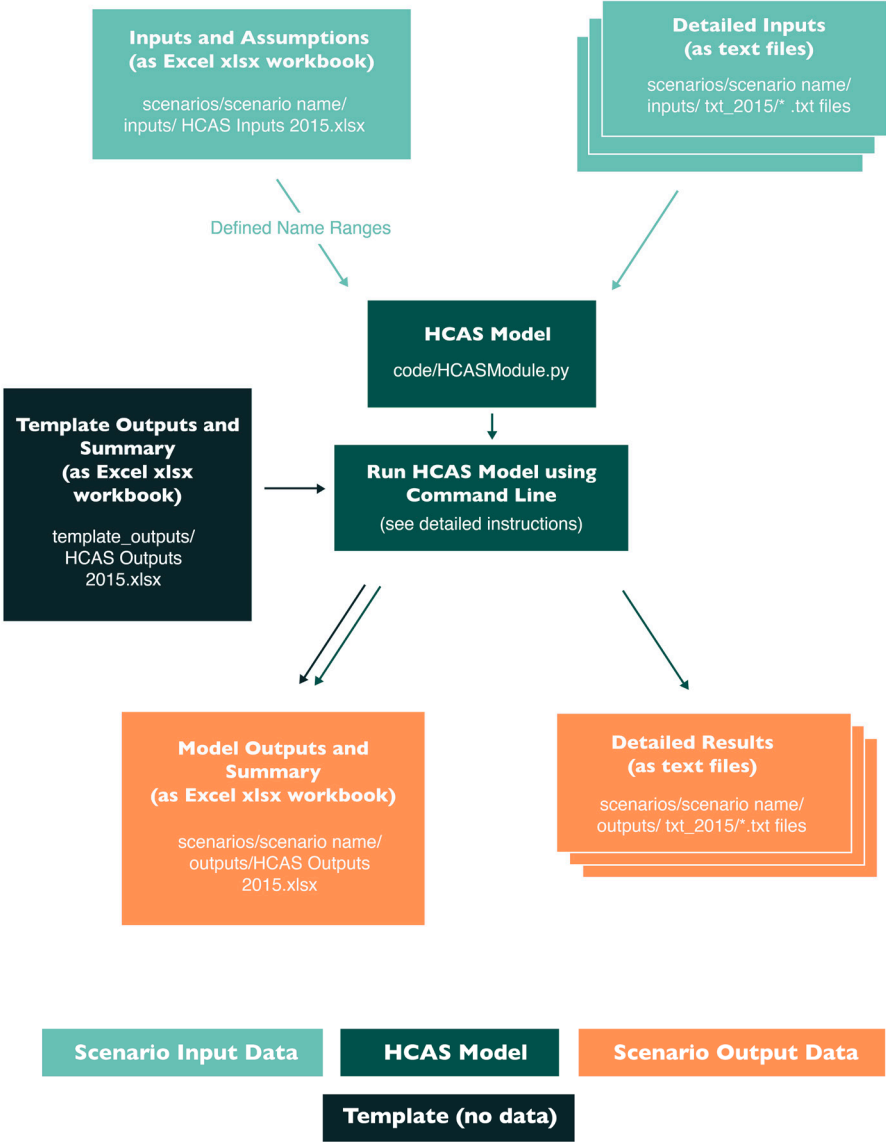 Inputs and Assumptions
(as Excel xlsx workbook)
scenarios/scenario name/
inputs/ HCAS Inputs 2015.xlsx
Detailed Inputs
(as text files)
scenarios/scenario name/
inputs/ txt_2015/* .txt files
Defined Name Ranges
HCAS Model
code/HCASModule.py
Template Outputs and
Summary
(as Excel xlsx
workbook)
template_outputs/
HCAS Outputs
2015.xlsx
Run HCAS Model using
Command Line
(see detailed instructions)
Model Outputs and
Summary
(as Excel xlsx workbook)
scenarios/scenario name/
outputs/HCAS Outputs
2015.xlsx
Detailed Results
(as text files)
scenarios/scenario name/
outputs/ txt_2015/*.txt files
Scenario Input Data
HCAS Model
Scenario Output Data
Template (no data)